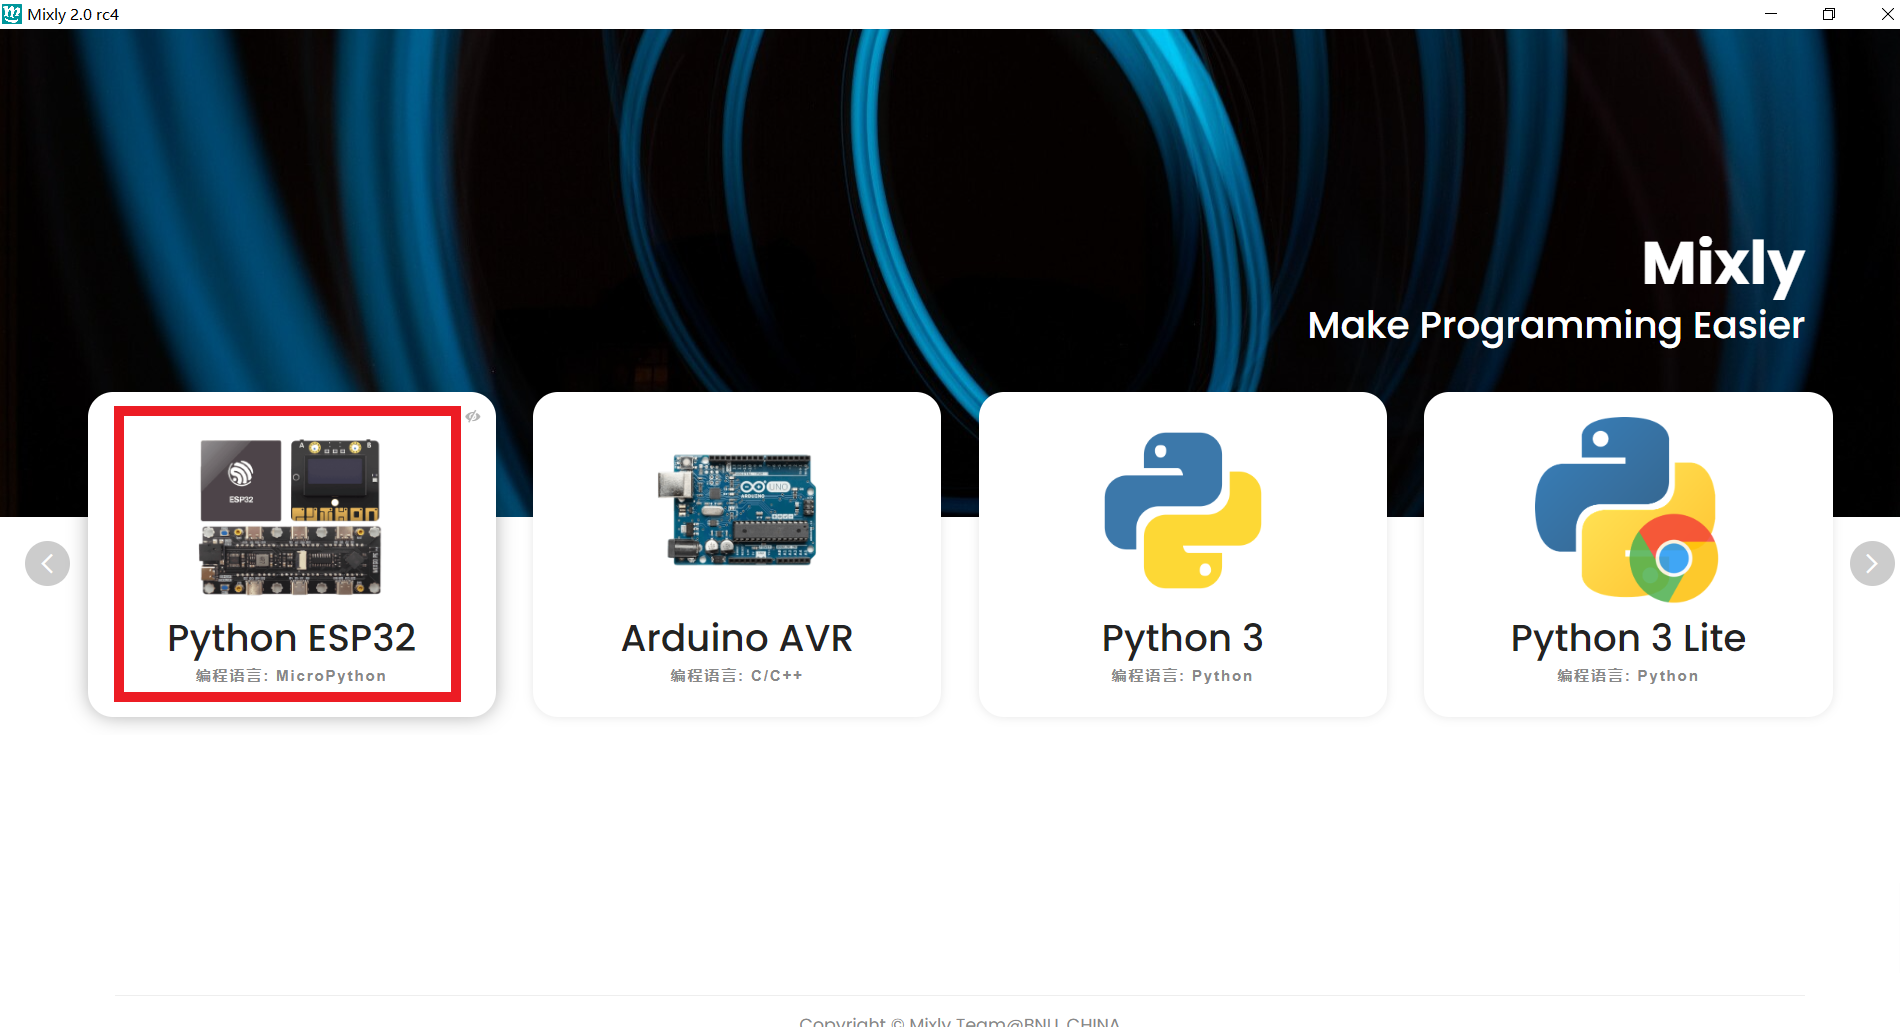 Mixly 2.0 rc4
Mixly
Make Programming Easier
A B
ESP32
UNO
ARDUINO
Python ESP32
编程语言: MicroPython
Arduino AVR
编程语言: C/C++
Python 3
编程语言: Python
Python 3 Lite
编程语言: Python
Copyright © Mixly Team@BNU, CHINA